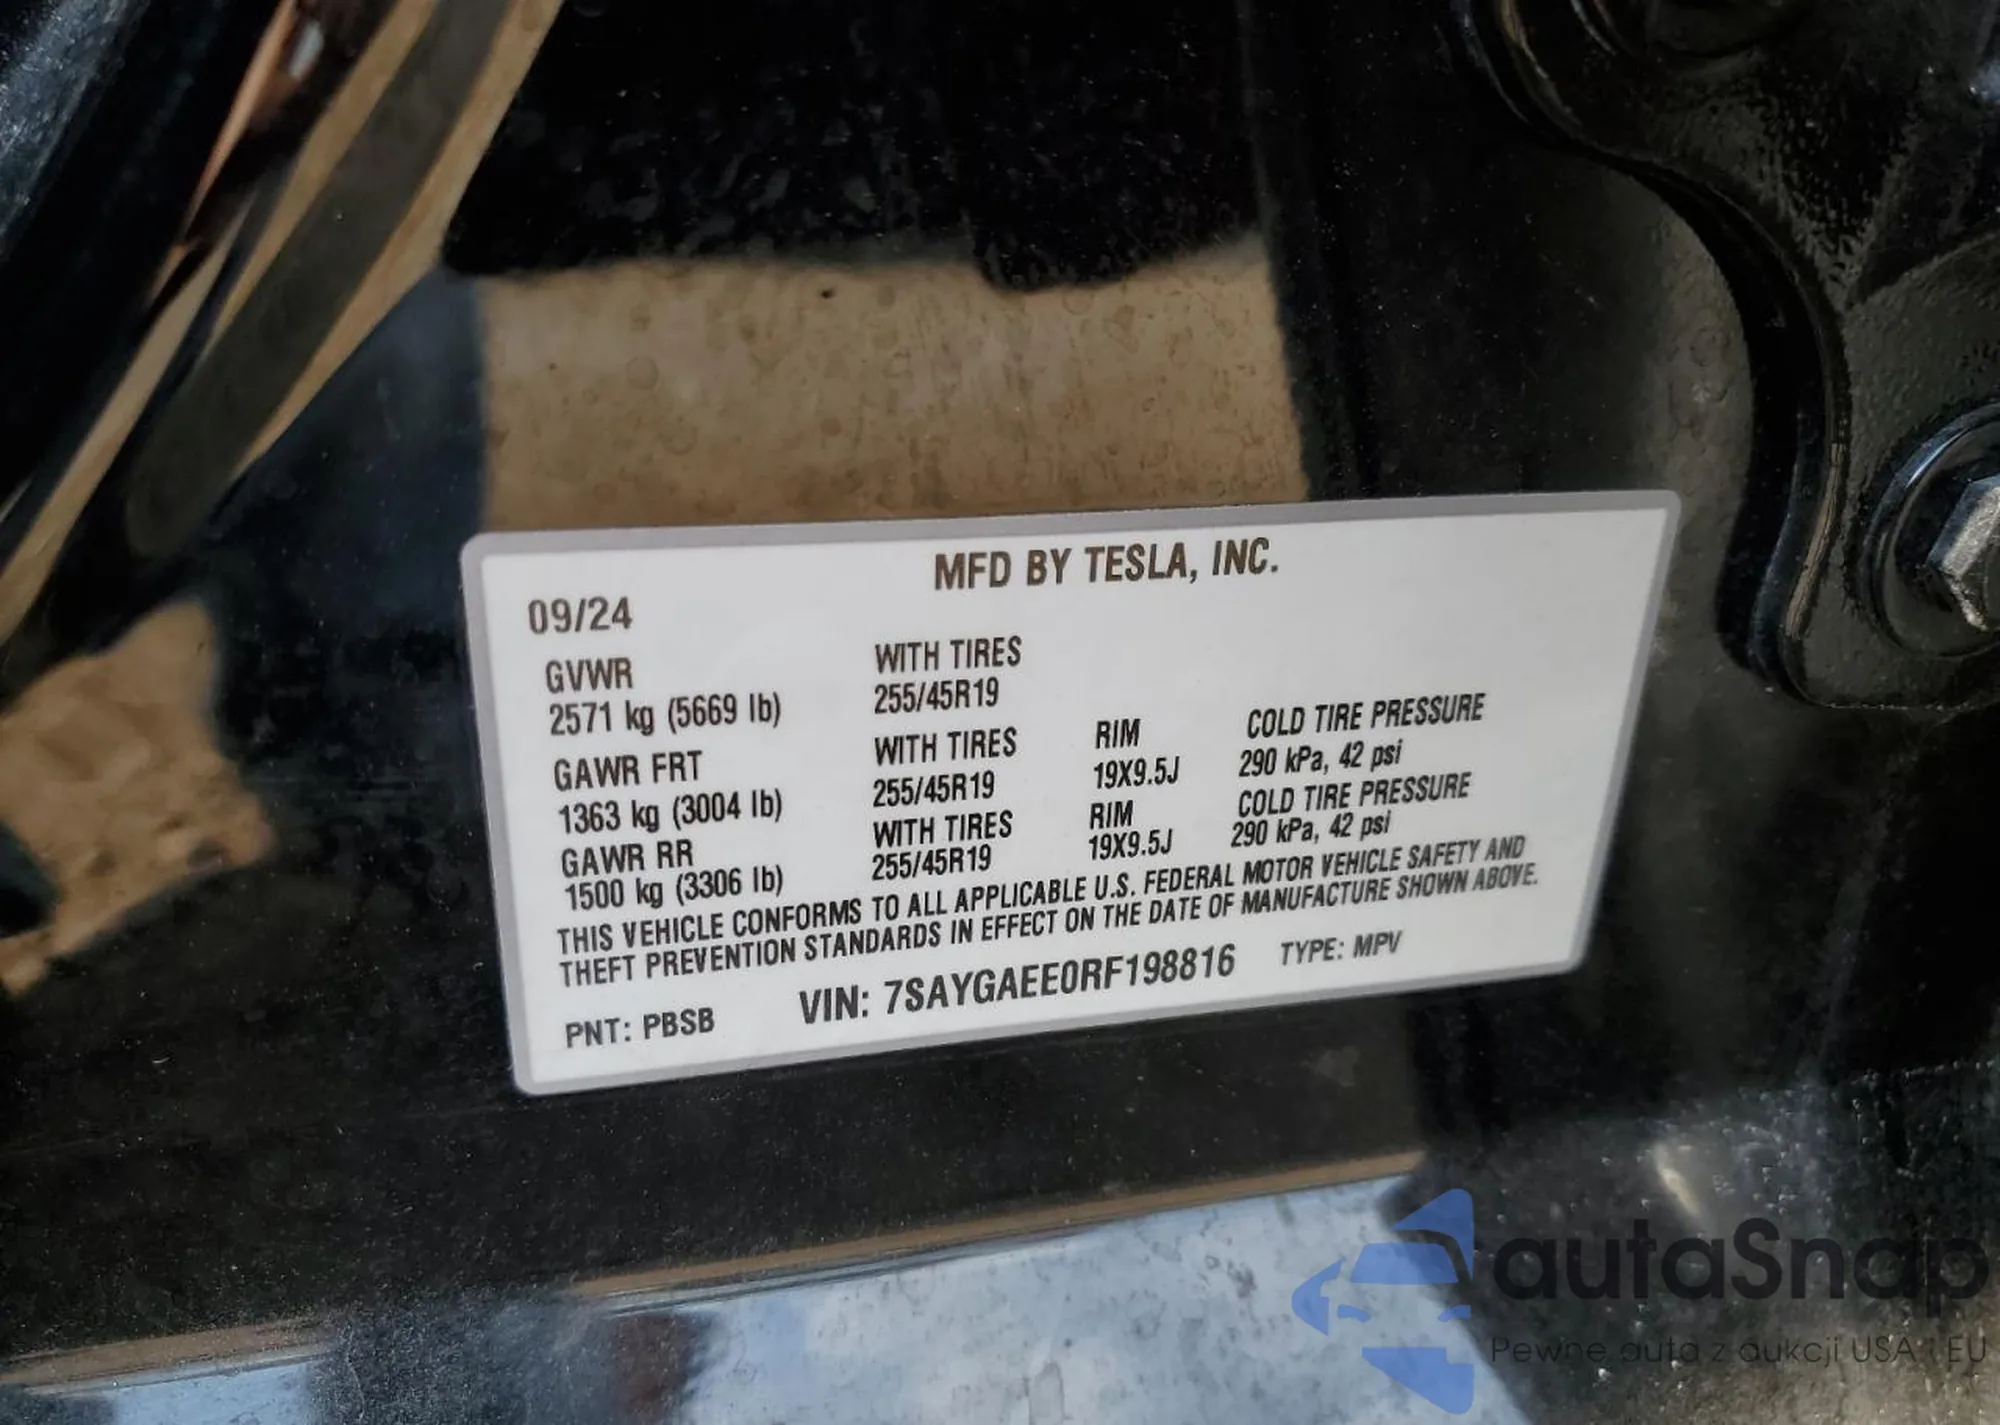 MFD BY TESLA, INC.
09/24
GVWR WITH TIRES
2571 kg (5669 lb) 255/45R19
GAWR FRT WITH TIRES RIM COLD TIRE PRESSURE
1363 kg (3004 lb) 255/45R19 19X9.5J 290 kPa, 42 psi
GAWR RR WITH TIRES RIM COLD TIRE PRESSURE
1500 kg (3306 lb) 255/45R19 19X9.5J 290 kPa, 42 psi
THIS VEHICLE CONFORMS TO ALL APPLICABLE U.S. FEDERAL MOTOR VEHICLE SAFETY AND
THEFT PREVENTION STANDARDS IN EFFECT ON THE DATE OF MANUFACTURE SHOWN ABOVE.
PNT: PBSB VIN: 7SAYGAEE0RF198816 TYPE: MPV
autaSnap
Pewne auta z aukcji USA i EU